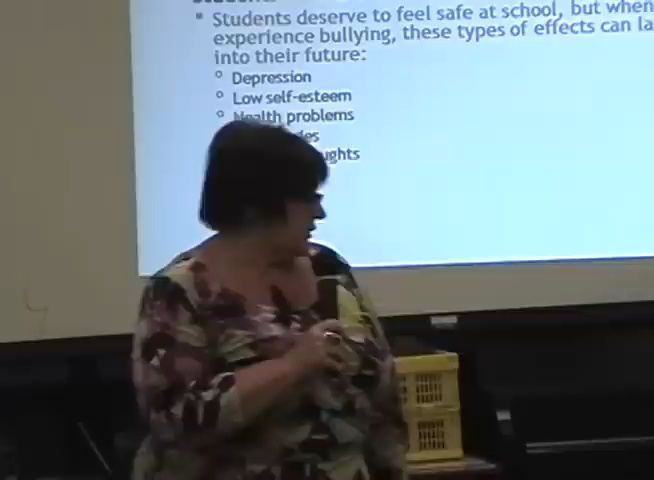 Students deserve to feel safe at school, but when
experience bullying, these types of effects can
into their future:
Depression
Low self-esteem
Health problems